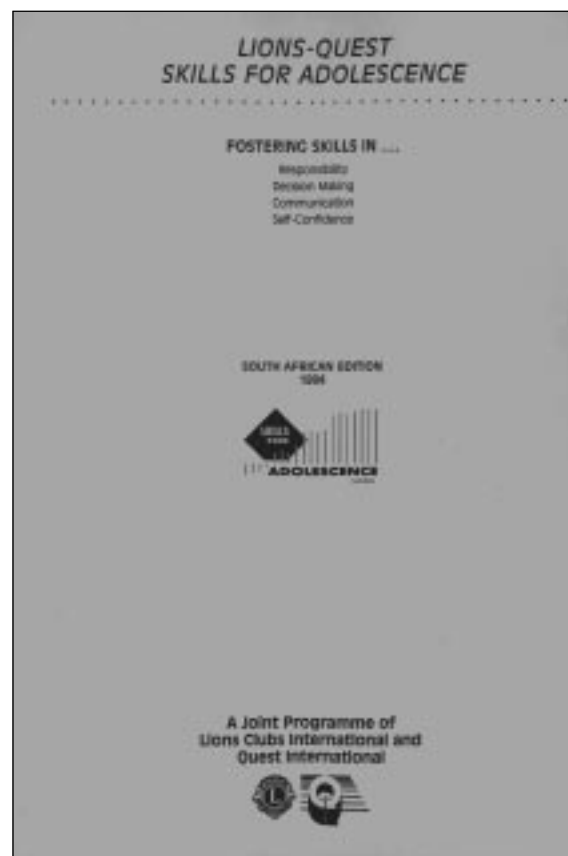 LIONS-QUEST
SKILLS FOR ADOLESCENCE
FOSTERING SKILLS IN ....
Responsibility
Decision Making
Communication
Self-Confidence
SOUTH AFRICAN EDITION
SKILLS
ADOLESCENCE
A Joint Programme of
Lions Clubs International and
Quest International
L